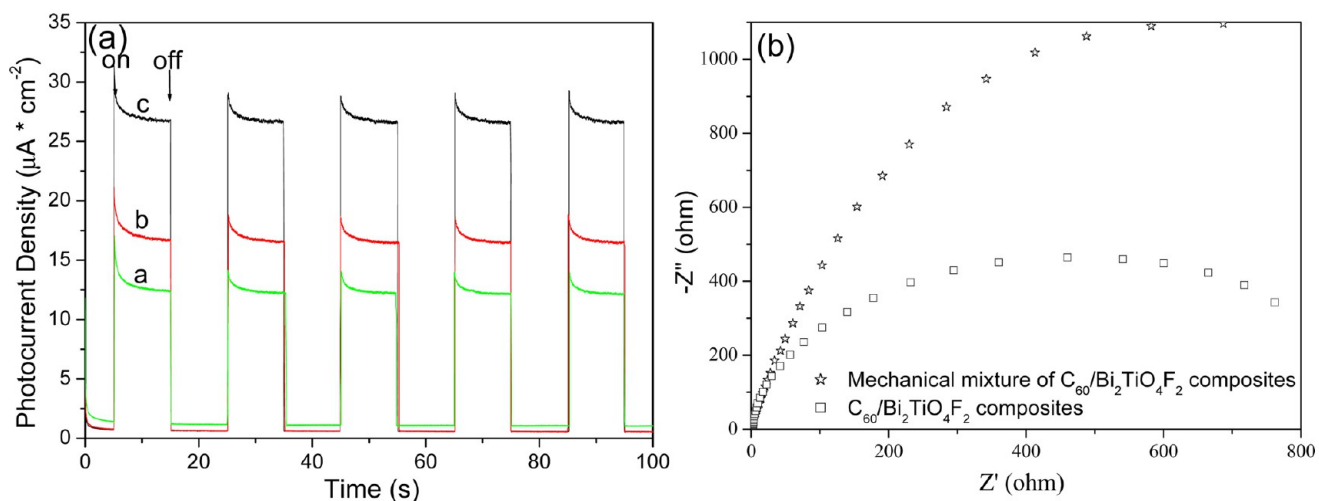 (a)
on off
c
b
a
35
30
25
20
15
10
5
0
Photocurrent Density (μA * cm⁻²)
0 20 40 60 80 100
Time (s)
(b)
1000
800
600
400
200
0
-Z" (ohm)
Mechanical mixture of C₆₀/Bi₂TiO₄F₂ composites
C₆₀/Bi₂TiO₄F₂ composites
0 200 400 600 800
Z' (ohm)